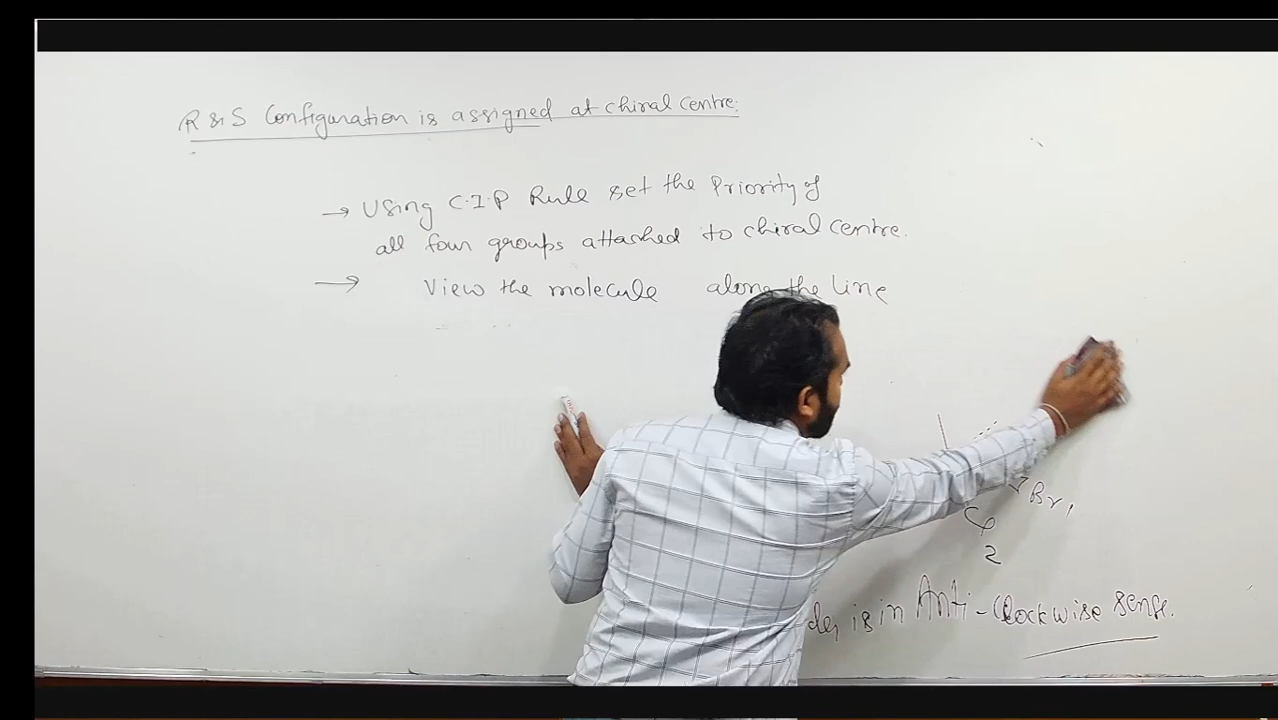 R & S Configuration is assigned at chiral centre:
→ Using C.I.P Rule set the Priority of
all four groups attached to chiral centre.
→ View the molecule along the line
Br 1
2
is in Anti-Clockwise sense.